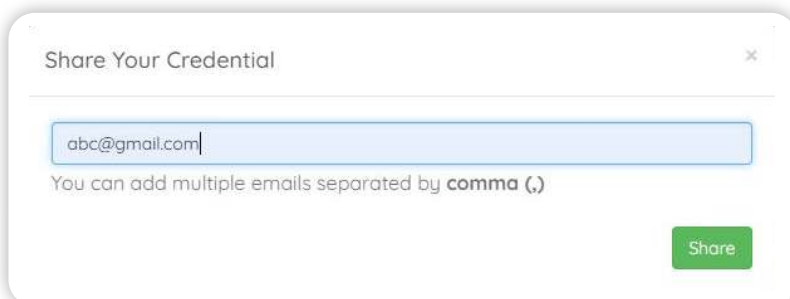 Share Your Credential
×
abc@gmail.com
You can add multiple emails separated by comma (,)
Share